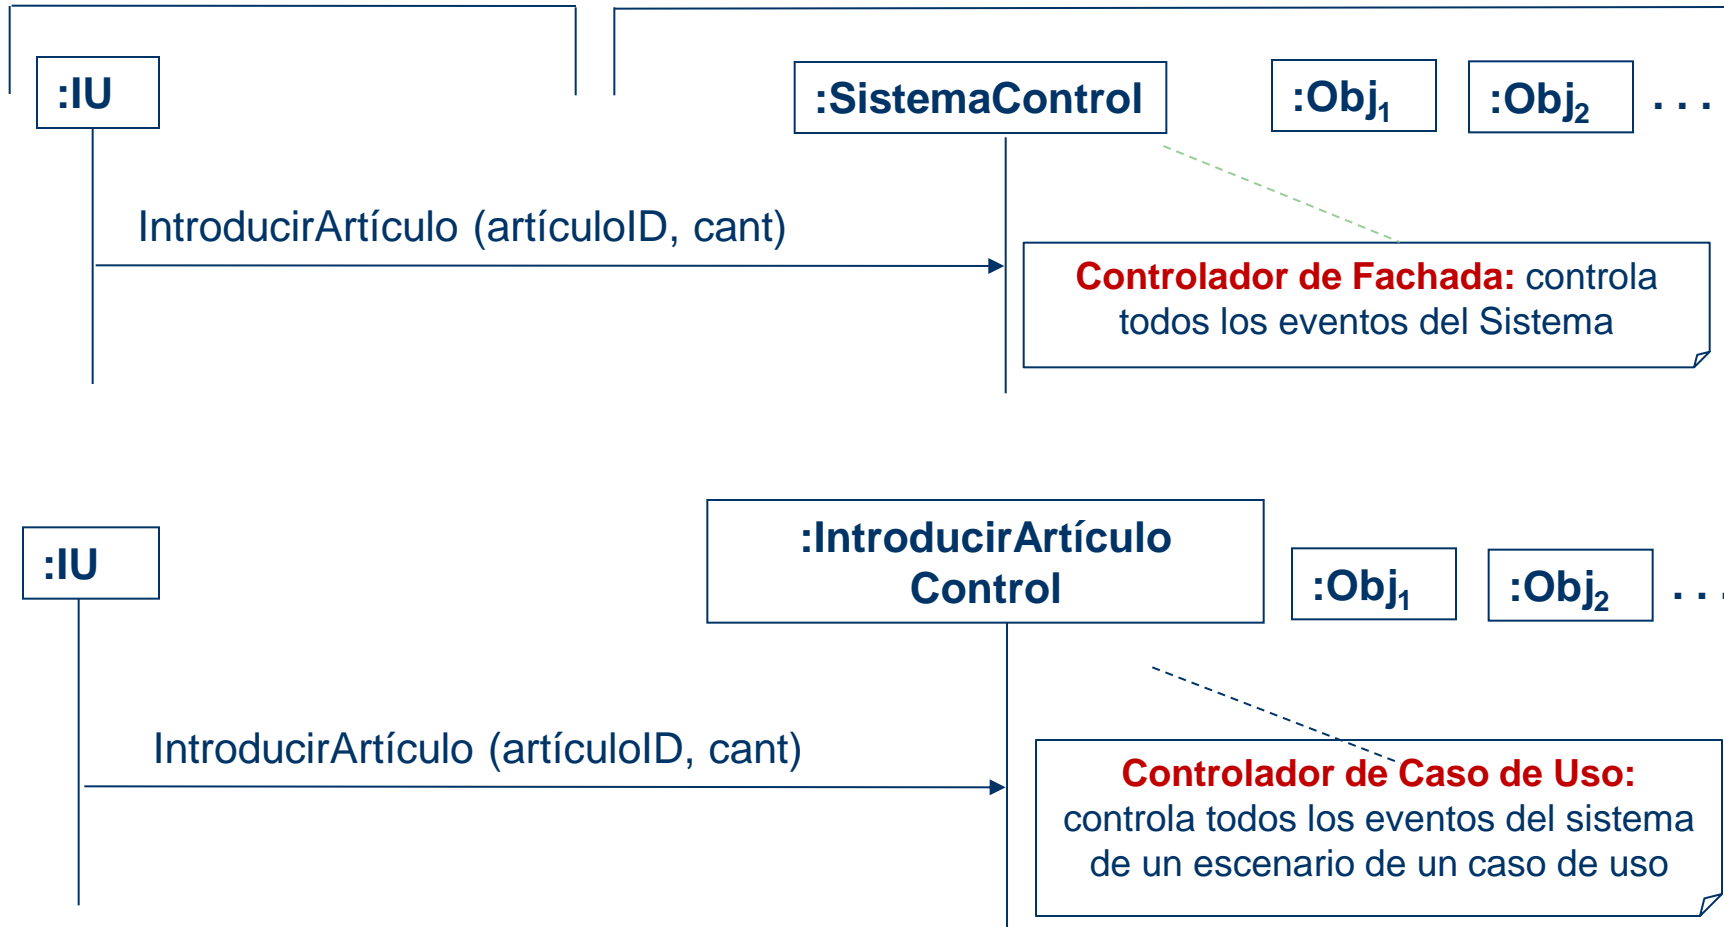 :IU
:SistemaControl
:Obj₁
:Obj₂
. . .
IntroducirArtículo (artículoID, cant)
Controlador de Fachada: controla
todos los eventos del Sistema
:IU
:IntroducirArtículo
Control
:Obj₁
:Obj₂
. . .
IntroducirArtículo (artículoID, cant)
Controlador de Caso de Uso:
controla todos los eventos del sistema
de un escenario de un caso de uso